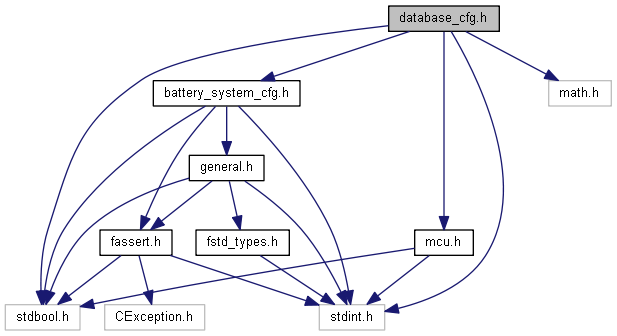 database_cfg.h
battery_system_cfg.h
math.h
general.h
fassert.h
fstd_types.h
mcu.h
stdbool.h
CException.h
stdint.h